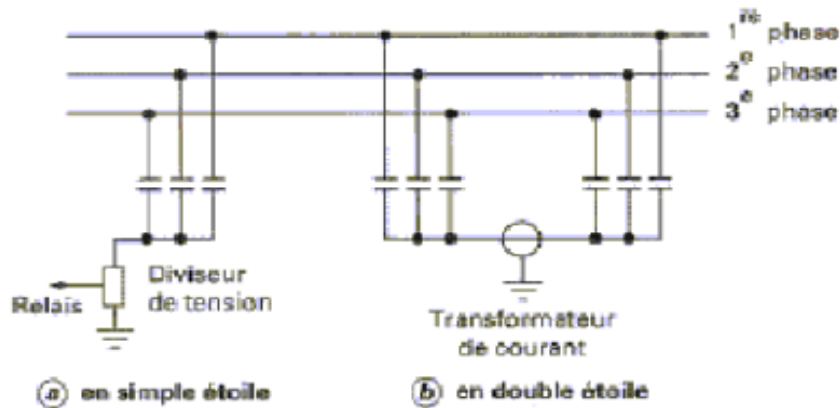 1re phase
2e phase
3e phase
Diviseur
de tension
Relais
Transformateur
de courant
a en simple étoile
b en double étoile